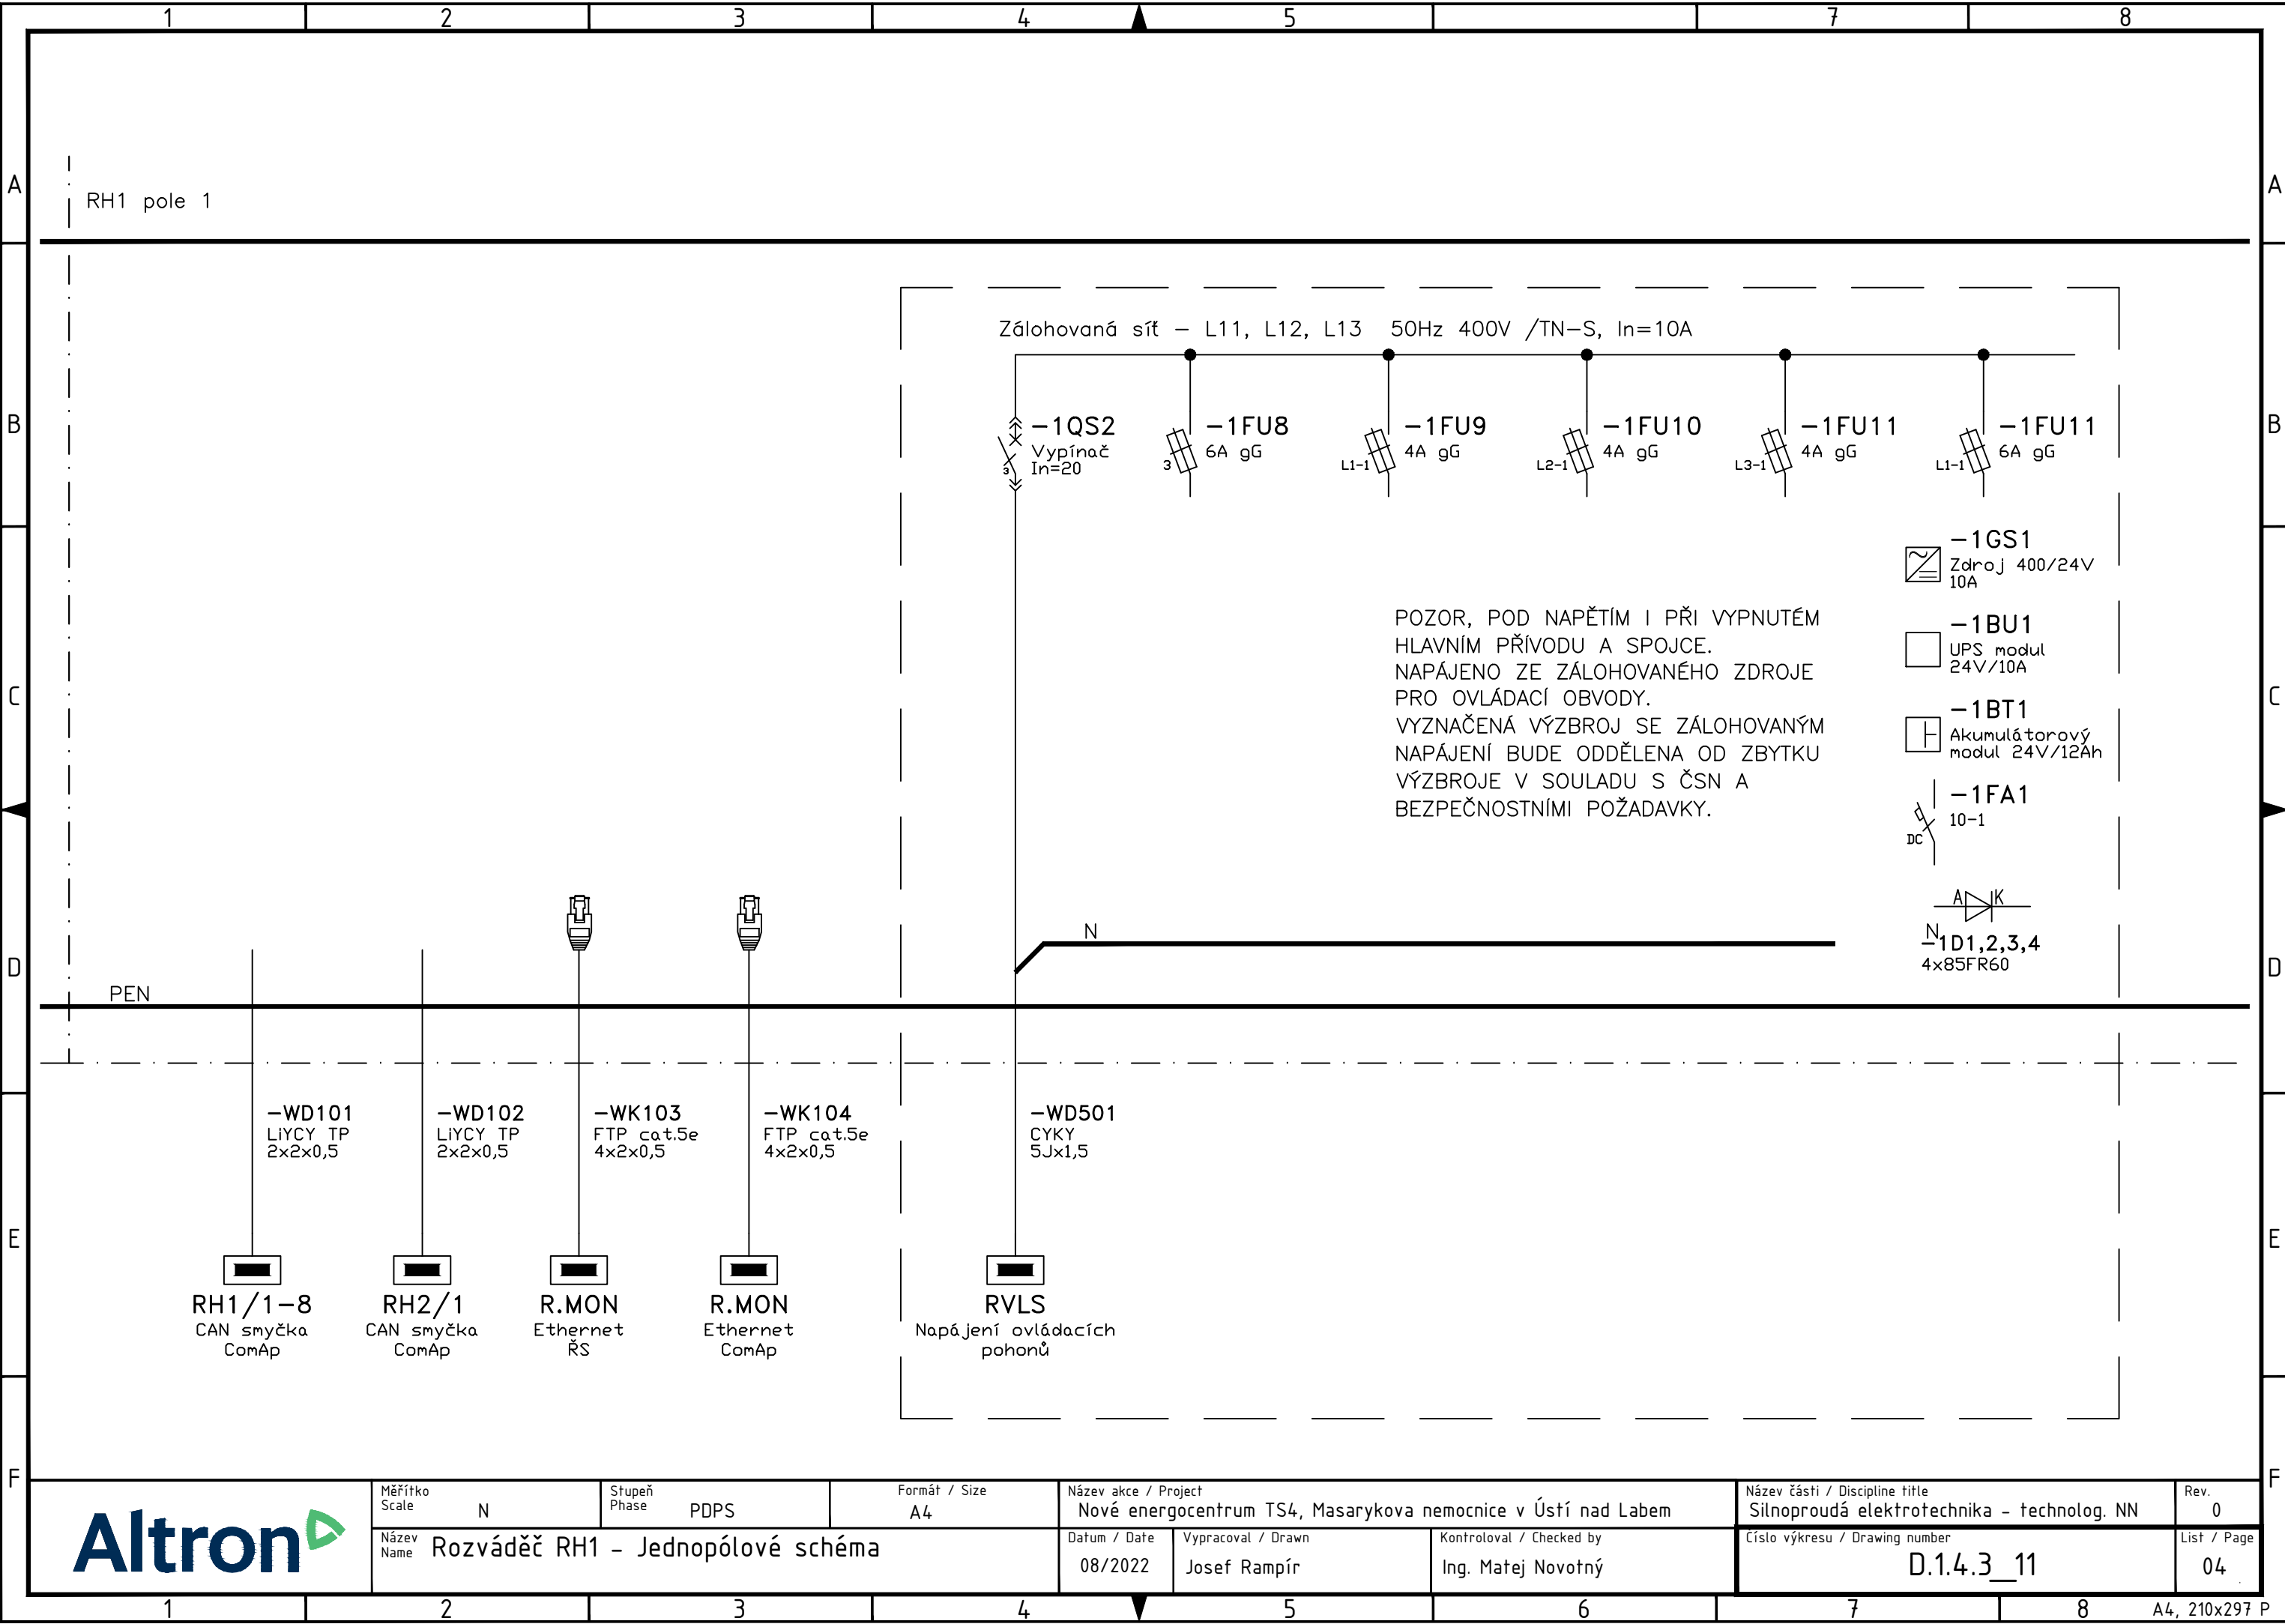 1 2 3 4 5 7 8
A A
RH1 pole 1
Zálohovaná síť – L11, L12, L13 50Hz 400V /TN–S, In=10A
B B
–1QS2
Vypínač
In=20
3
–1FU8
6A gG
3
–1FU9
4A gG
L1-1
–1FU10
4A gG
L2-1
–1FU11
4A gG
L3-1
–1FU11
6A gG
L1-1
–1GS1
Zdroj 400/24V
10A
–1BU1
UPS modul
24V/10A
–1BT1
Akumulátorový
modul 24V/12Ah
–1FA1
10-1
DC
POZOR, POD NAPĚTÍM I PŘI VYPNUTÉM
HLAVNÍM PŘÍVODU A SPOJCE.
NAPÁJENO ZE ZÁLOHOVANÉHO ZDROJE
PRO OVLÁDACÍ OBVODY.
VYZNAČENÁ VÝZBROJ SE ZÁLOHOVANÝM
NAPÁJENÍ BUDE ODDĚLENA OD ZBYTKU
VÝZBROJE V SOULADU S ČSN A
BEZPEČNOSTNÍMI POŽADAVKY.
C C
A K
N
N
–1D1,2,3,4
4x85FR60
D D
PEN
–WD101
LiYCY TP
2x2x0,5
–WD102
LiYCY TP
2x2x0,5
–WK103
FTP cat.5e
4x2x0,5
–WK104
FTP cat.5e
4x2x0,5
–WD501
CYKY
5Jx1,5
E E
RH1/1–8
CAN smyčka
ComAp
RH2/1
CAN smyčka
ComAp
R.MON
Ethernet
ŘS
R.MON
Ethernet
ComAp
RVLS
Napájení ovládacích
pohonů
F F
Altron
Měřítko
Scale
N
Stupeň
Phase
PDPS
Formát / Size
A4
Název
Name
Rozváděč RH1 - Jednopólové schéma
Název akce / Project
Nové energocentrum TS4, Masarykova nemocnice v Ústí nad Labem
Datum / Date
08/2022
Vypracoval / Drawn
Josef Rampír
Kontroloval / Checked by
Ing. Matej Novotný
Název části / Discipline title
Silnoproudá elektrotechnika - technolog. NN
Rev.
0
Číslo výkresu / Drawing number
D.1.4.3__11
List / Page
04
1 2 3 4 5 6 7 8
A4, 210x297 P